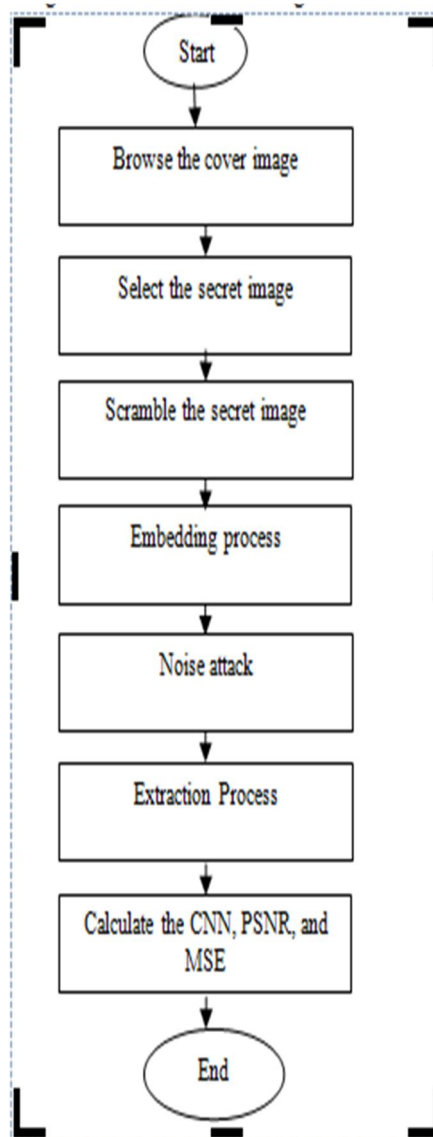 Start
Browse the cover image
Select the secret image
Scramble the secret image
Embedding process
Noise attack
Extraction Process
Calculate the CNN, PSNR, and
MSE
End